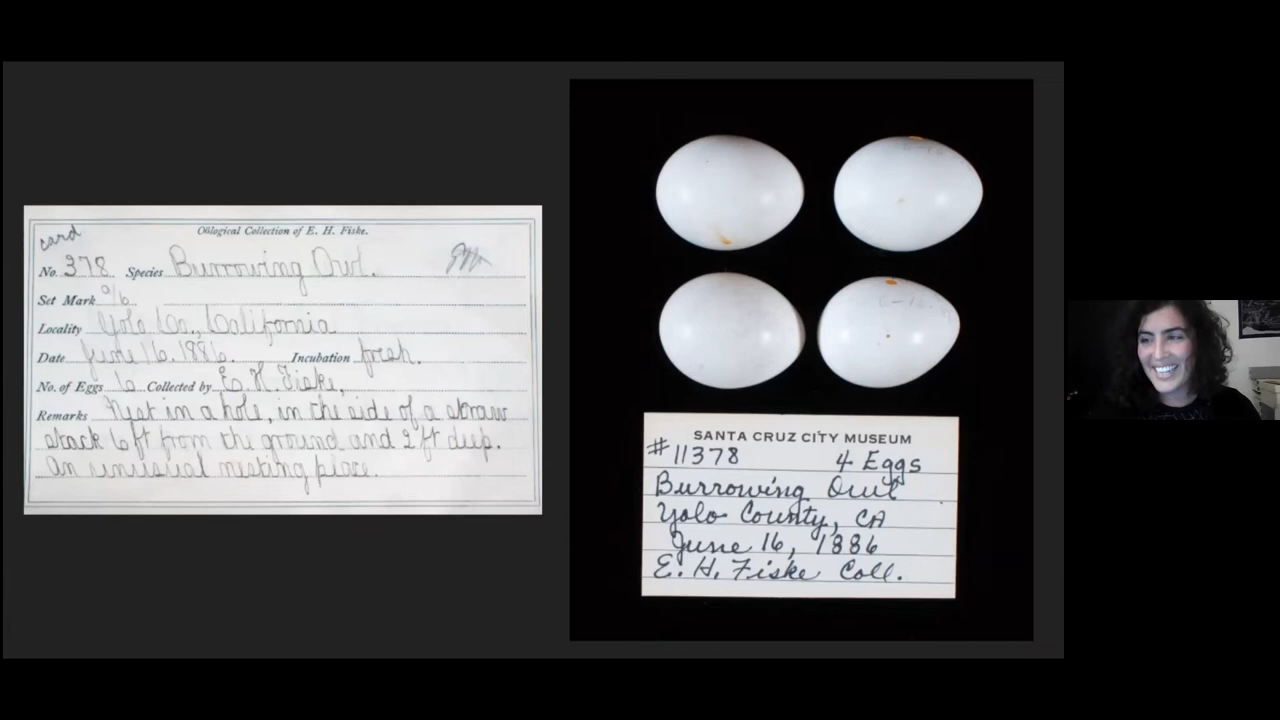 Oölogical Collection of E. H. Fiske.
card
No. 378. Species Burrowing Owl.
Set Mark a/6
Locality Yolo Co., California
Date June 16. 1886. Incubation fresh.
No. of Eggs 6 Collected by E. H. Fiske,
Remarks Nest in a hole, in the side of a straw
stack 6 ft from the ground and 2 ft deep.
An unusual nesting place.
SANTA CRUZ CITY MUSEUM
#11378 4 Eggs
Burrowing Owl
Yolo County, CA
June 16, 1886
E. H. Fiske Coll.